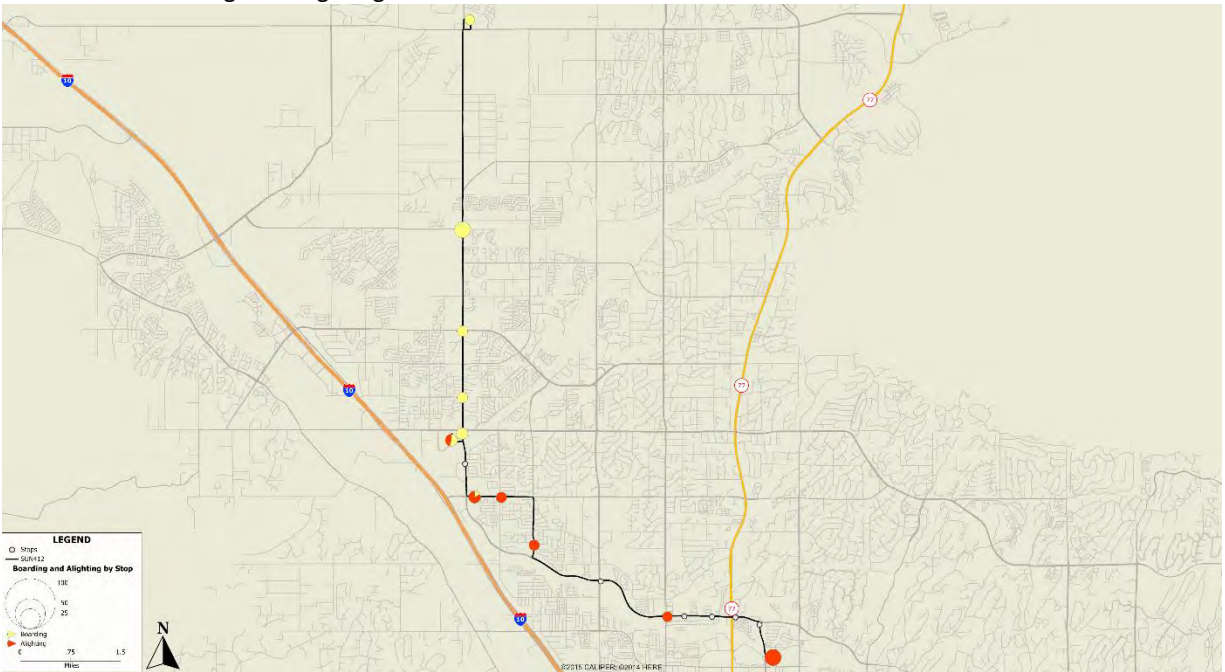 10
77
10
77
77
10
LEGEND
Stops
SUN412
Boarding and Alighting by Stop
100
50
25
Boarding
Alighting
0 .75 1.5
Miles
N
©2015 CALIPER; ©2014 HERE